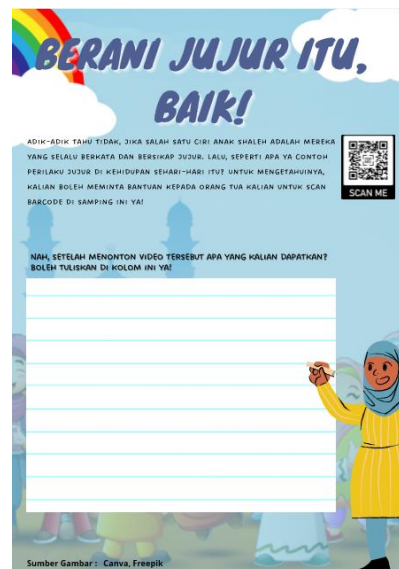 BERANI JUJUR ITU,
BAIK!
ADIK-ADIK TAHU TIDAK, JIKA SALAH SATU CIRI ANAK SHALEH ADALAH MEREKA
YANG SELALU BERKATA DAN BERSIKAP JUJUR. LALU, SEPERTI APA YA CONTOH
PERILAKU JUJUR DI KEHIDUPAN SEHARI-HARI ITU? UNTUK MENGETAHUINYA,
KALIAN BOLEH MEMINTA BANTUAN KEPADA ORANG TUA KALIAN UNTUK SCAN
BARCODE DI SAMPING INI YA!
SCAN ME
NAH, SETELAH MENONTON VIDEO TERSEBUT APA YANG KALIAN DAPATKAN?
BOLEH TULISKAN DI KOLOM INI YA!
Sumber Gambar : Canva, Freepik